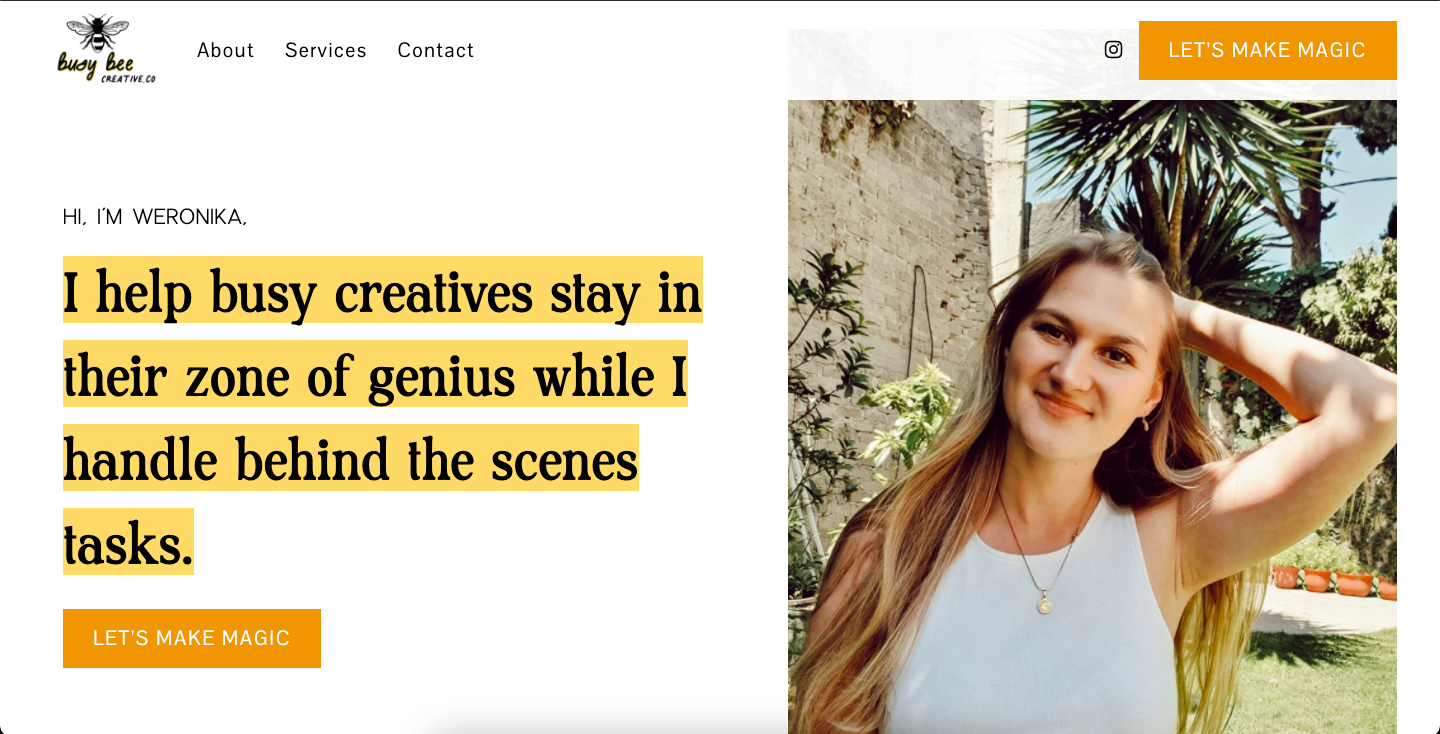 busy bee
CREATIVE.CO
About Services Contact
LET'S MAKE MAGIC
HI, I´M WERONIKA,
I help busy creatives stay in
their zone of genius while I
handle behind the scenes
tasks.
LET'S MAKE MAGIC